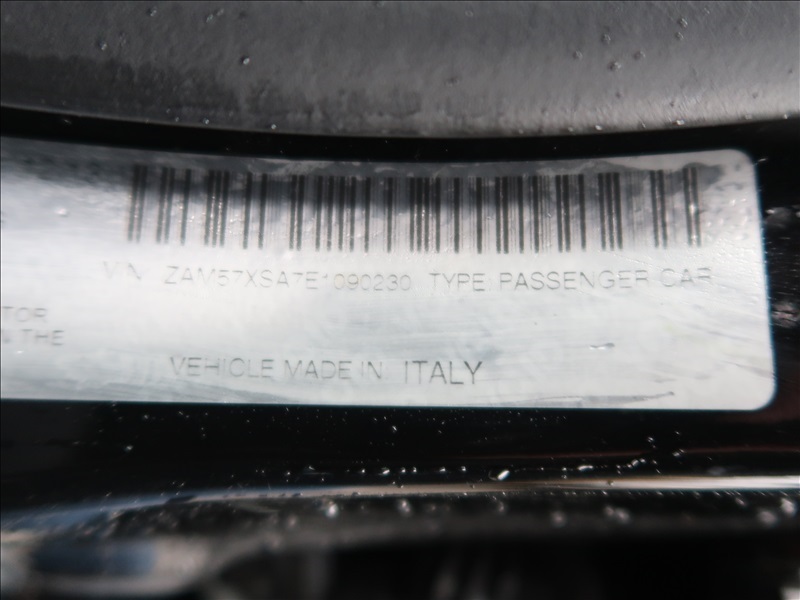 VIN ZAM57XSA7E1090230 TYPE: PASSENGER CAR
TOR
N THE
VEHICLE MADE IN ITALY